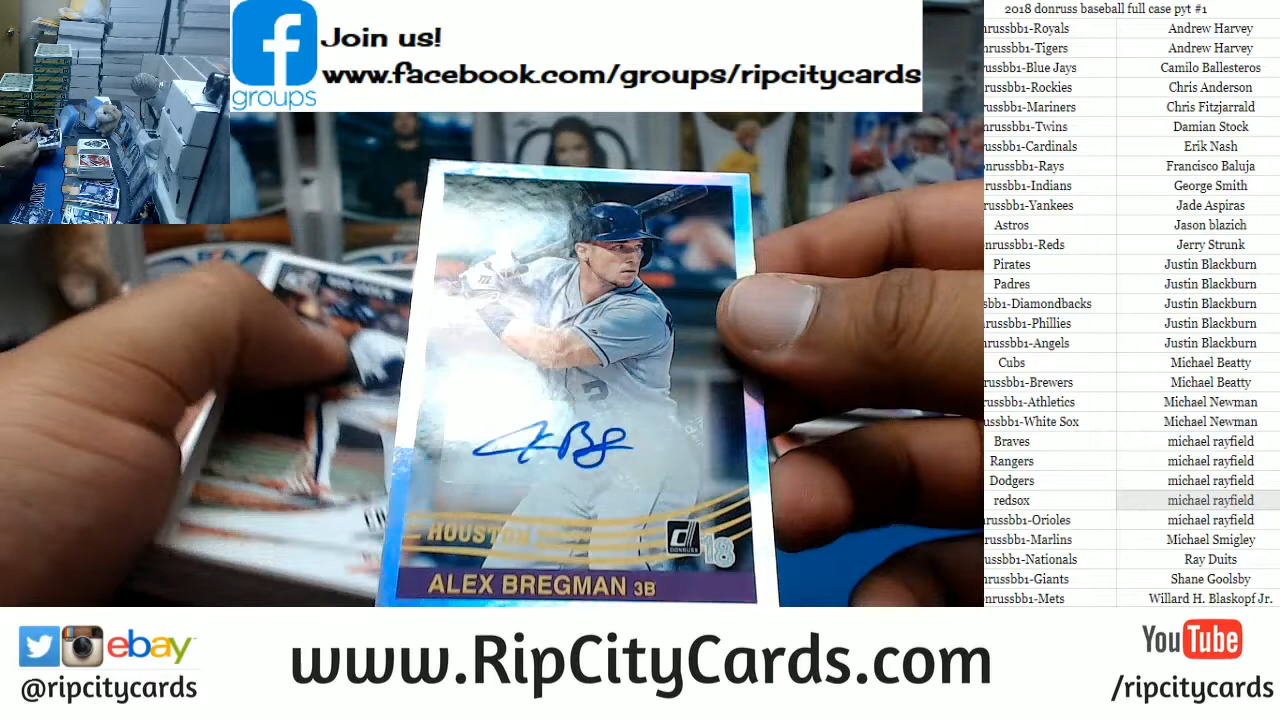 Join us!
www.facebook.com/groups/ripcitycards
groups
2018 donruss baseball full case pyt #1
nrussbb1-Royals Andrew Harvey
nrussbb1-Tigers Andrew Harvey
russbb1-Blue Jays Camilo Ballesteros
russbb1-Rockies Chris Anderson
russbb1-Mariners Chris Fitzjarrald
nrussbb1-Twins Damian Stock
russbb1-Cardinals Erik Nash
nrussbb1-Rays Francisco Baluja
nrussbb1-Indians George Smith
russbb1-Yankees Jade Aspiras
Astros Jason blazich
onrussbb1-Reds Jerry Strunk
Pirates Justin Blackburn
Padres Justin Blackburn
sbb1-Diamondbacks Justin Blackburn
russbb1-Phillies Justin Blackburn
nrussbb1-Angels Justin Blackburn
Cubs Michael Beatty
russbb1-Brewers Michael Beatty
russbb1-Athletics Michael Newman
ussbb1-White Sox Michael Newman
Braves michael rayfield
Rangers michael rayfield
Dodgers michael rayfield
redsox michael rayfield
russbb1-Orioles michael rayfield
russbb1-Marlins Michael Smigley
ussbb1-Nationals Ray Duits
russbb1-Giants Shane Goolsby
onrussbb1-Mets Willard H. Blaskopf Jr.
HOUSTON
DONRUSS
18
ALEX BREGMAN 3B
ebay
@ripcitycards
www.RipCityCards.com
YouTube
/ripcitycards